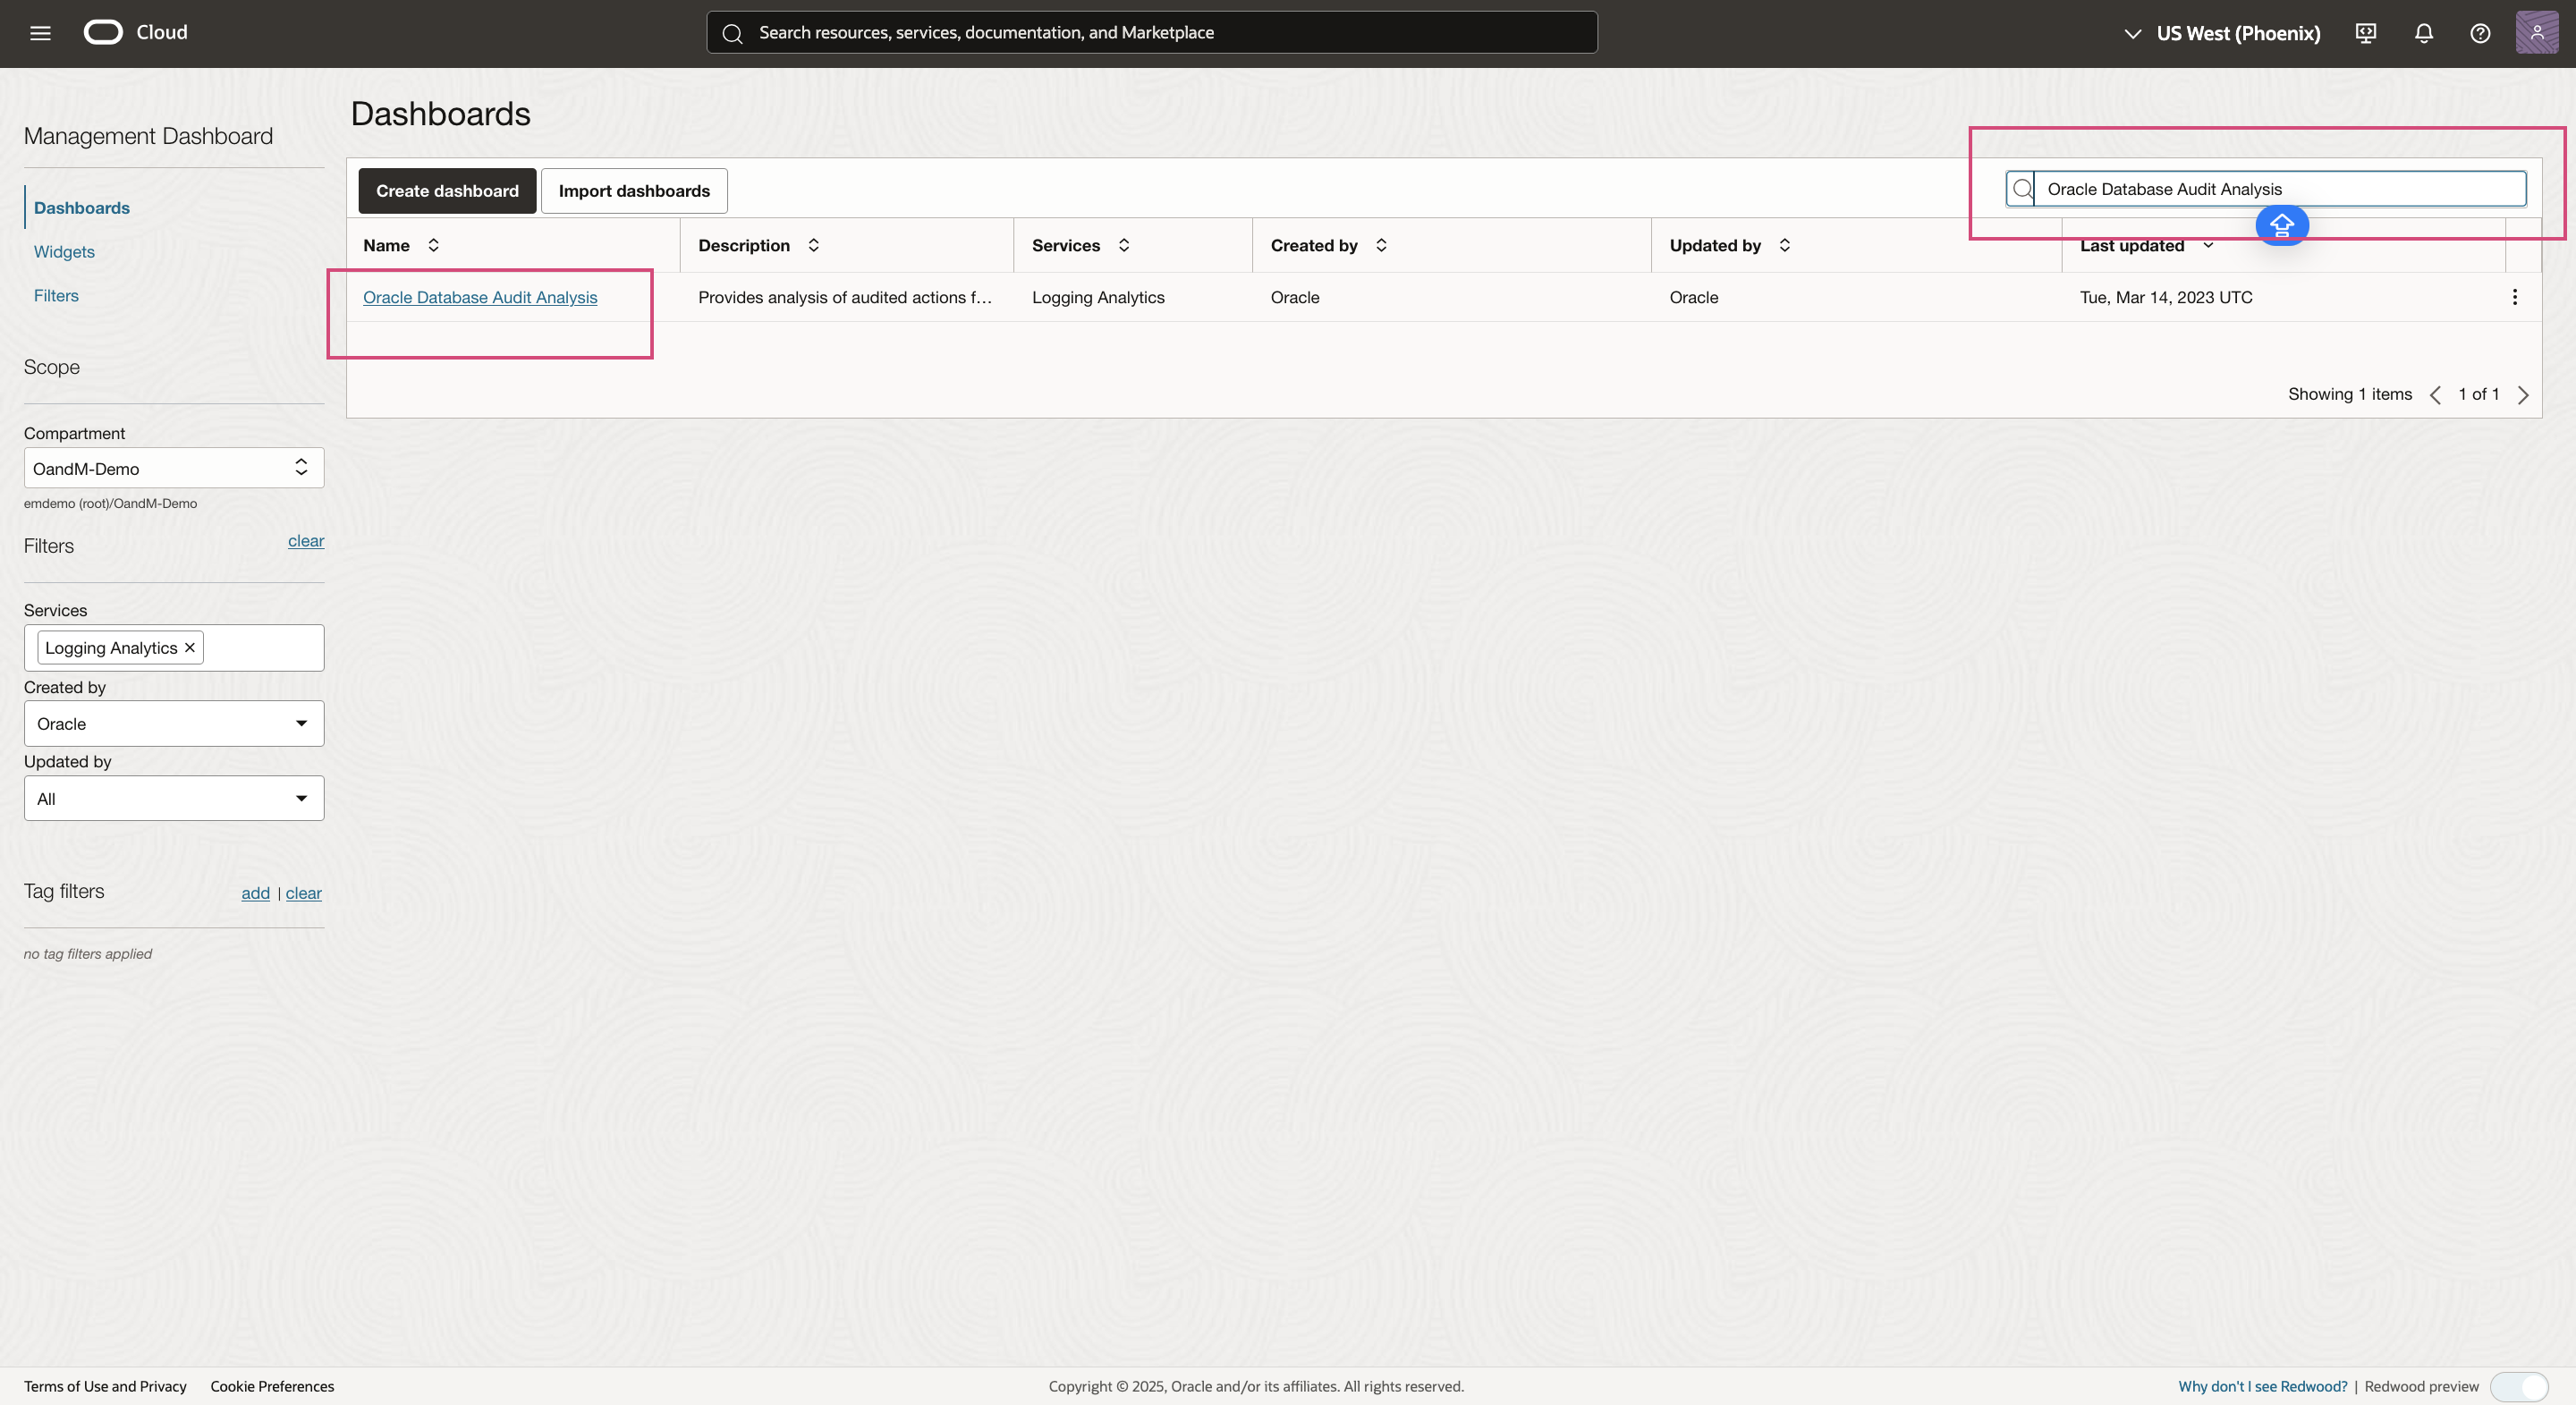 Cloud
Search resources, services, documentation, and Marketplace
US West (Phoenix)
Management Dashboard
Dashboards
Widgets
Filters
Scope
Compartment
OandM-Demo
emdemo (root)/OandM-Demo
Filters clear
Services
Logging Analytics ×
Created by
Oracle
Updated by
All
Tag filters add | clear
no tag filters applied
Dashboards
Create dashboard Import dashboards
Oracle Database Audit Analysis
Name Description Services Created by Updated by Last updated
Oracle Database Audit Analysis Provides analysis of audited actions f... Logging Analytics Oracle Oracle Tue, Mar 14, 2023 UTC
Showing 1 items 1 of 1
Terms of Use and Privacy Cookie Preferences Copyright © 2025, Oracle and/or its affiliates. All rights reserved. Why don't I see Redwood? | Redwood preview